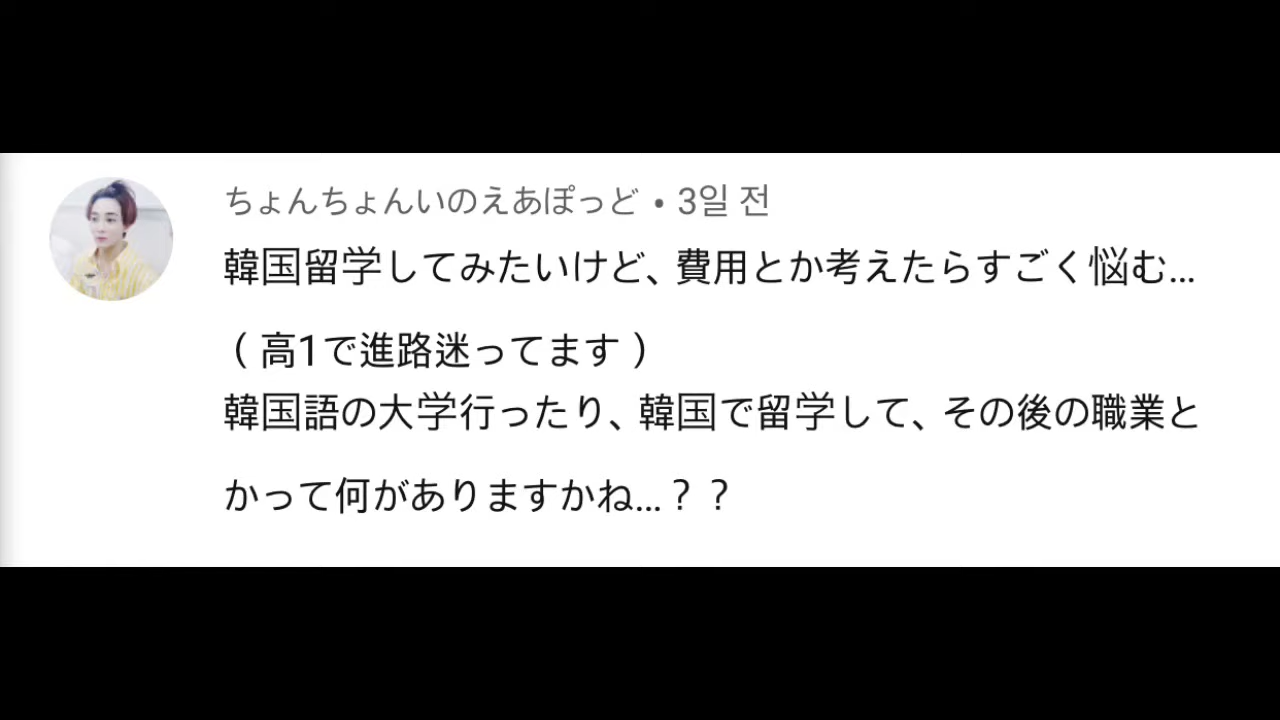 ちょんちょんいのえあぽっど • 3일 전
韓国留学してみたいけど、費用とか考えたらすごく悩む...
（ 高1で進路迷ってます ）
韓国語の大学行ったり、韓国で留学して、その後の職業と
かって何がありますかね...？？